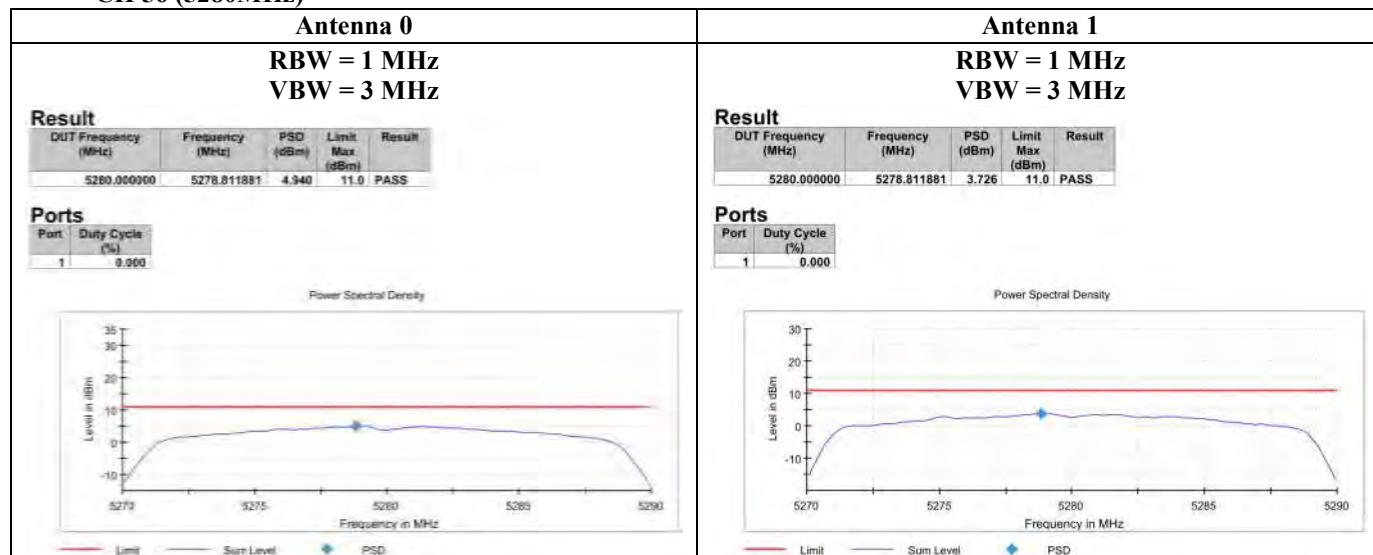 CH 56 (5280MHz)
Antenna 0 Antenna 1
RBW = 1 MHz
VBW = 3 MHz
Result
DUT Frequency (MHz) Frequency (MHz) PSD (dBm) Limit Max (dBm) Result
5280.000000 5278.811881 4.940 11.0 PASS
Ports
Port Duty Cycle (%)
1 0.000
Power Spectral Density
35
30
20
10
0
-10
Level in dBm
5270 5275 5280 5285 5290
Frequency in MHz
Limit Sum Level PSD
RBW = 1 MHz
VBW = 3 MHz
Result
DUT Frequency (MHz) Frequency (MHz) PSD (dBm) Limit Max (dBm) Result
5280.000000 5278.811881 3.726 11.0 PASS
Ports
Port Duty Cycle (%)
1 0.000
Power Spectral Density
30
20
10
0
-10
Level in dBm
5270 5275 5280 5285 5290
Frequency in MHz
Limit Sum Level PSD